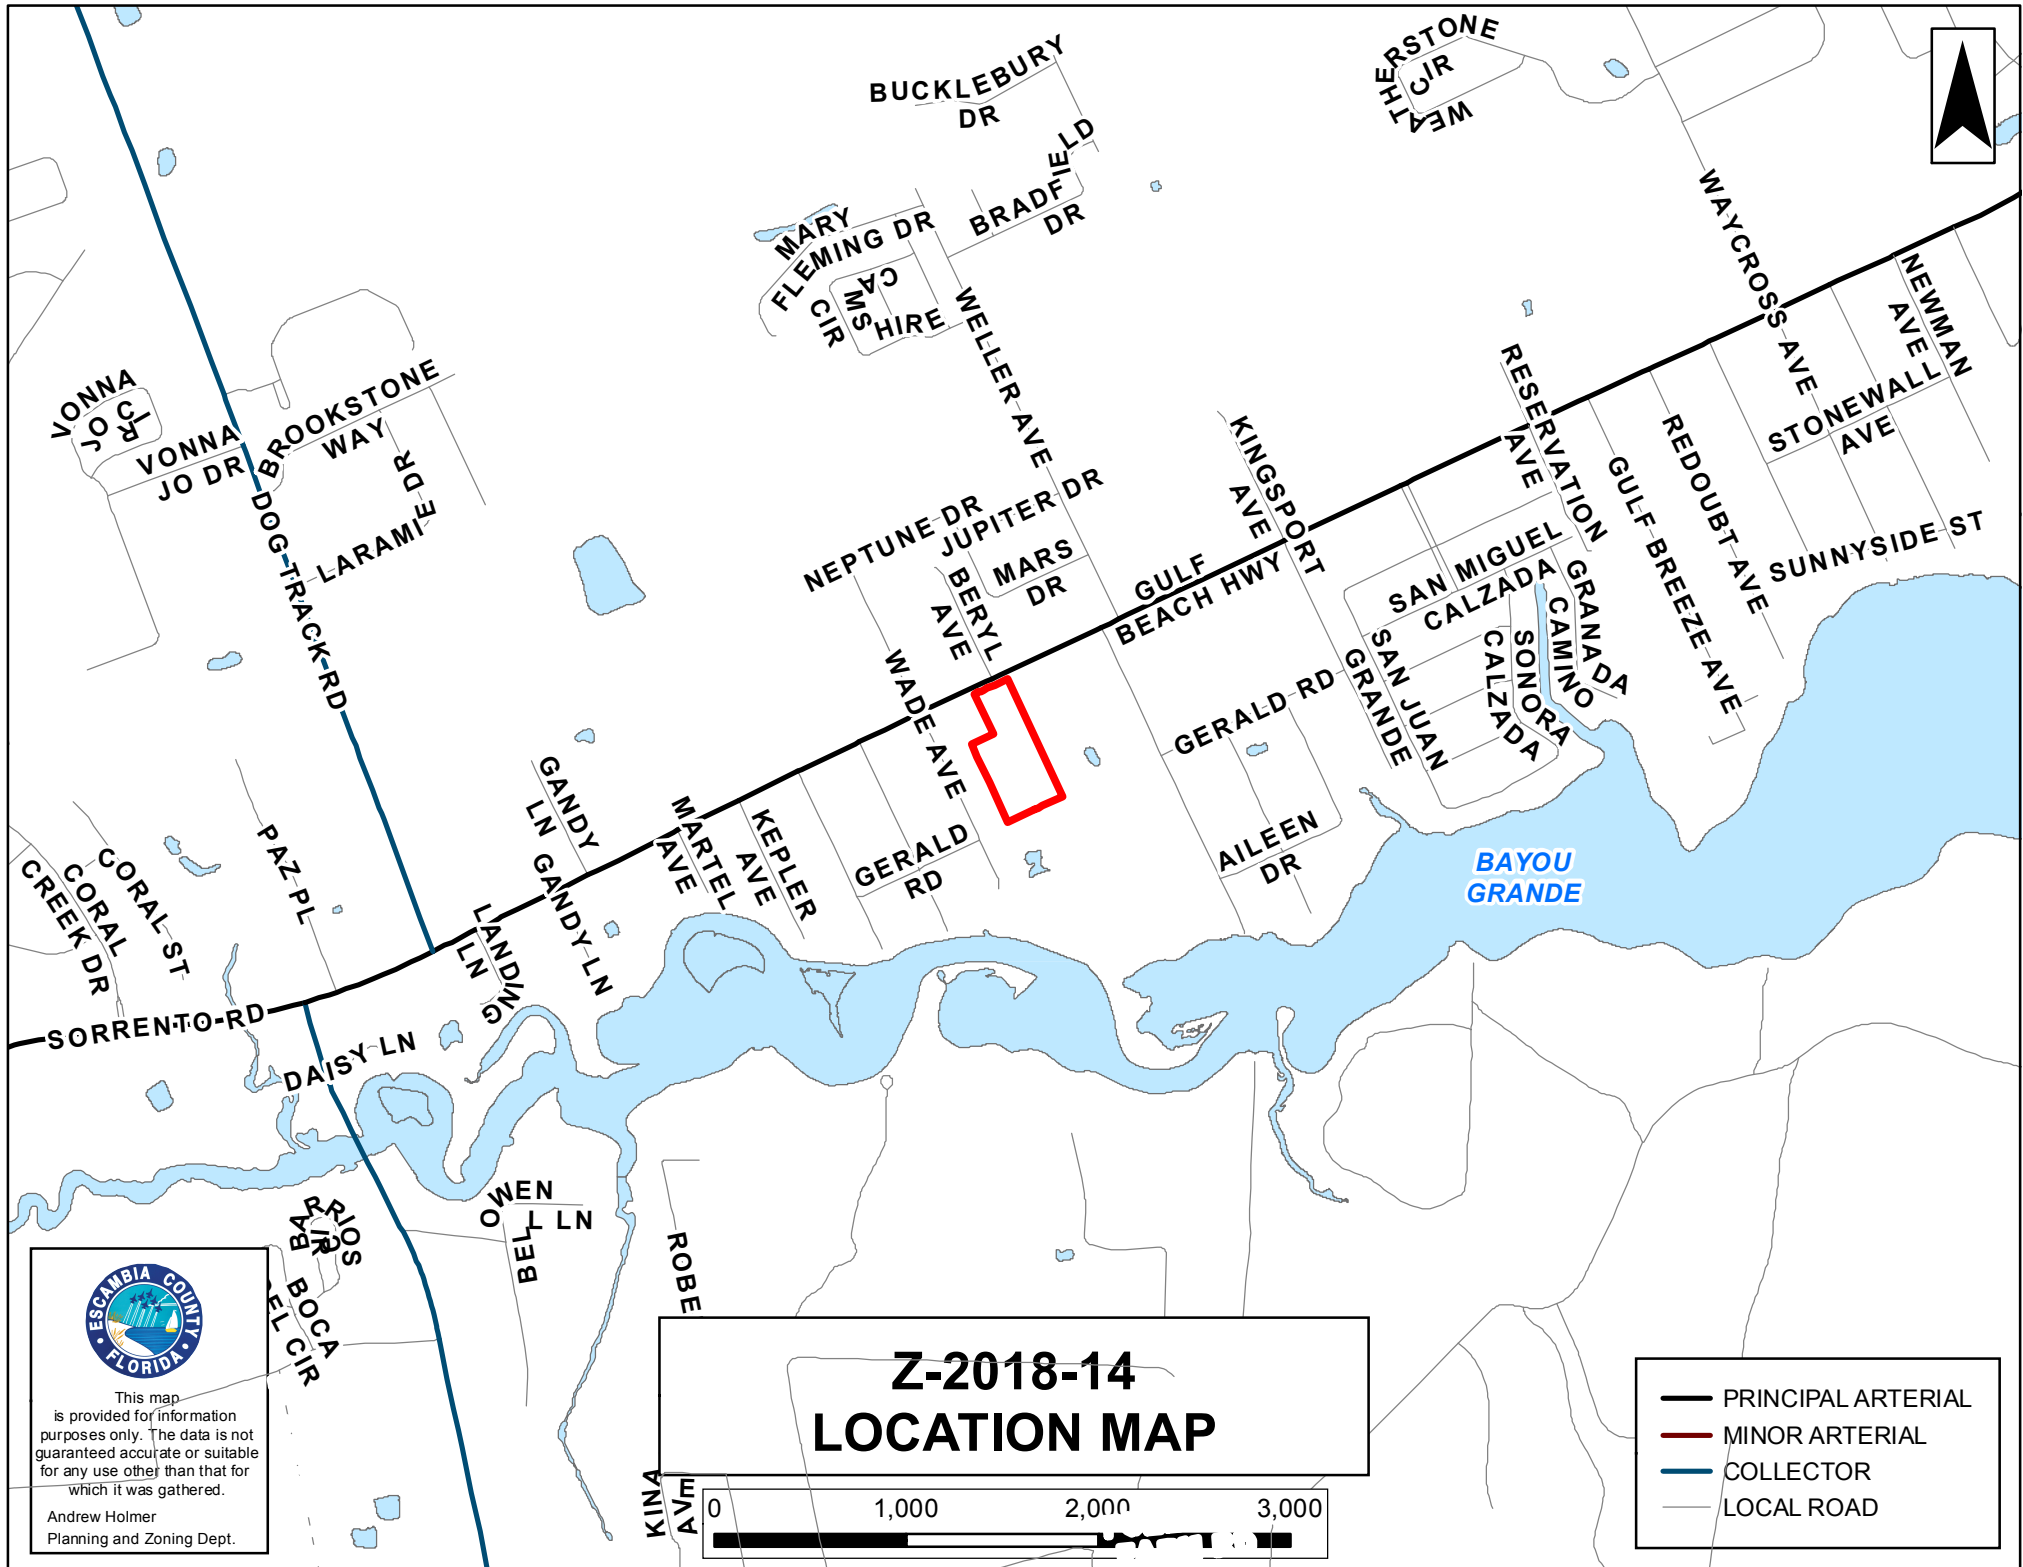 BUCKLEBURY
DR
WEATHERSTONE
CIR
BRADFIELD
DR
MARY
FLEMING DR
CAMSHIRE
CIR
WELLER AVE
WAYCROSS AVE
NEWMAN
AVE
STONEWALL
AVE
RESERVATION
AVE
REDOUBT AVE
GULF BREEZE AVE
SUNNYSIDE ST
KINGSPORT
AVE
VONNA
JO CIR
VONNA
JO DR
BROOKSTONE
WAY
LARAMIE DR
DOG TRACK RD
NEPTUNE DR
JUPITER DR
MARS
DR
BERYL
AVE
GULF
BEACH HWY
SAN MIGUEL
CALZADA
GRANADA
CAMINO
SONORA
CALZADA
SAN JUAN
GRANDE
GERALD RD
WADE AVE
GANDY
LN
MARTEL
AVE
KEPLER
AVE
GERALD
RD
AILEEN
DR
BAYOU
GRANDE
PAZ PL
CORAL ST
CORAL
CREEK DR
GANDY LN
LANDING
LN
SORRENTO RD
DAISY LN
OWEN
BELL LN
BARRIOS
CIR
BOCA
DEL CIR
ROBE
KINA
AVE
ESCAMBIA COUNTY
FLORIDA
This map
is provided for information
purposes only. The data is not
guaranteed accurate or suitable
for any use other than that for
which it was gathered.
Andrew Holmer
Planning and Zoning Dept.
Z-2018-14
LOCATION MAP
0 1,000 2,000 3,000
PRINCIPAL ARTERIAL
MINOR ARTERIAL
COLLECTOR
LOCAL ROAD